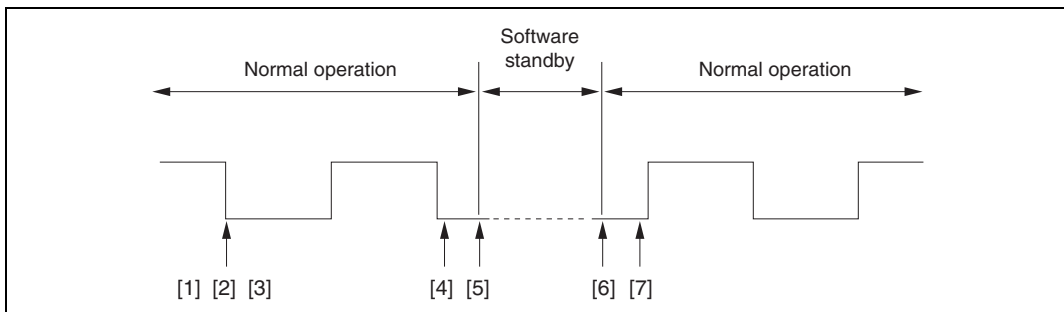 Software
standby
Normal operation
Normal operation
[1] [2] [3]
[4] [5]
[6] [7]